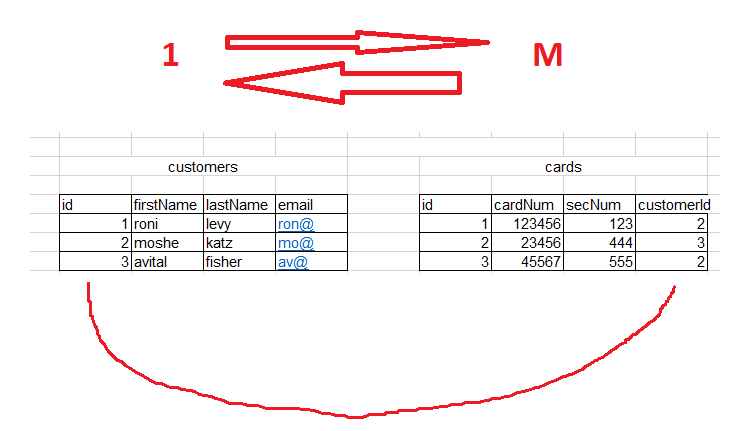 1 M
customers cards
id firstName lastName email id cardNum secNum customerId
1 roni levy ron@ 1 123456 123 2
2 moshe katz mo@ 2 23456 444 3
3 avital fisher av@ 3 45567 555 2